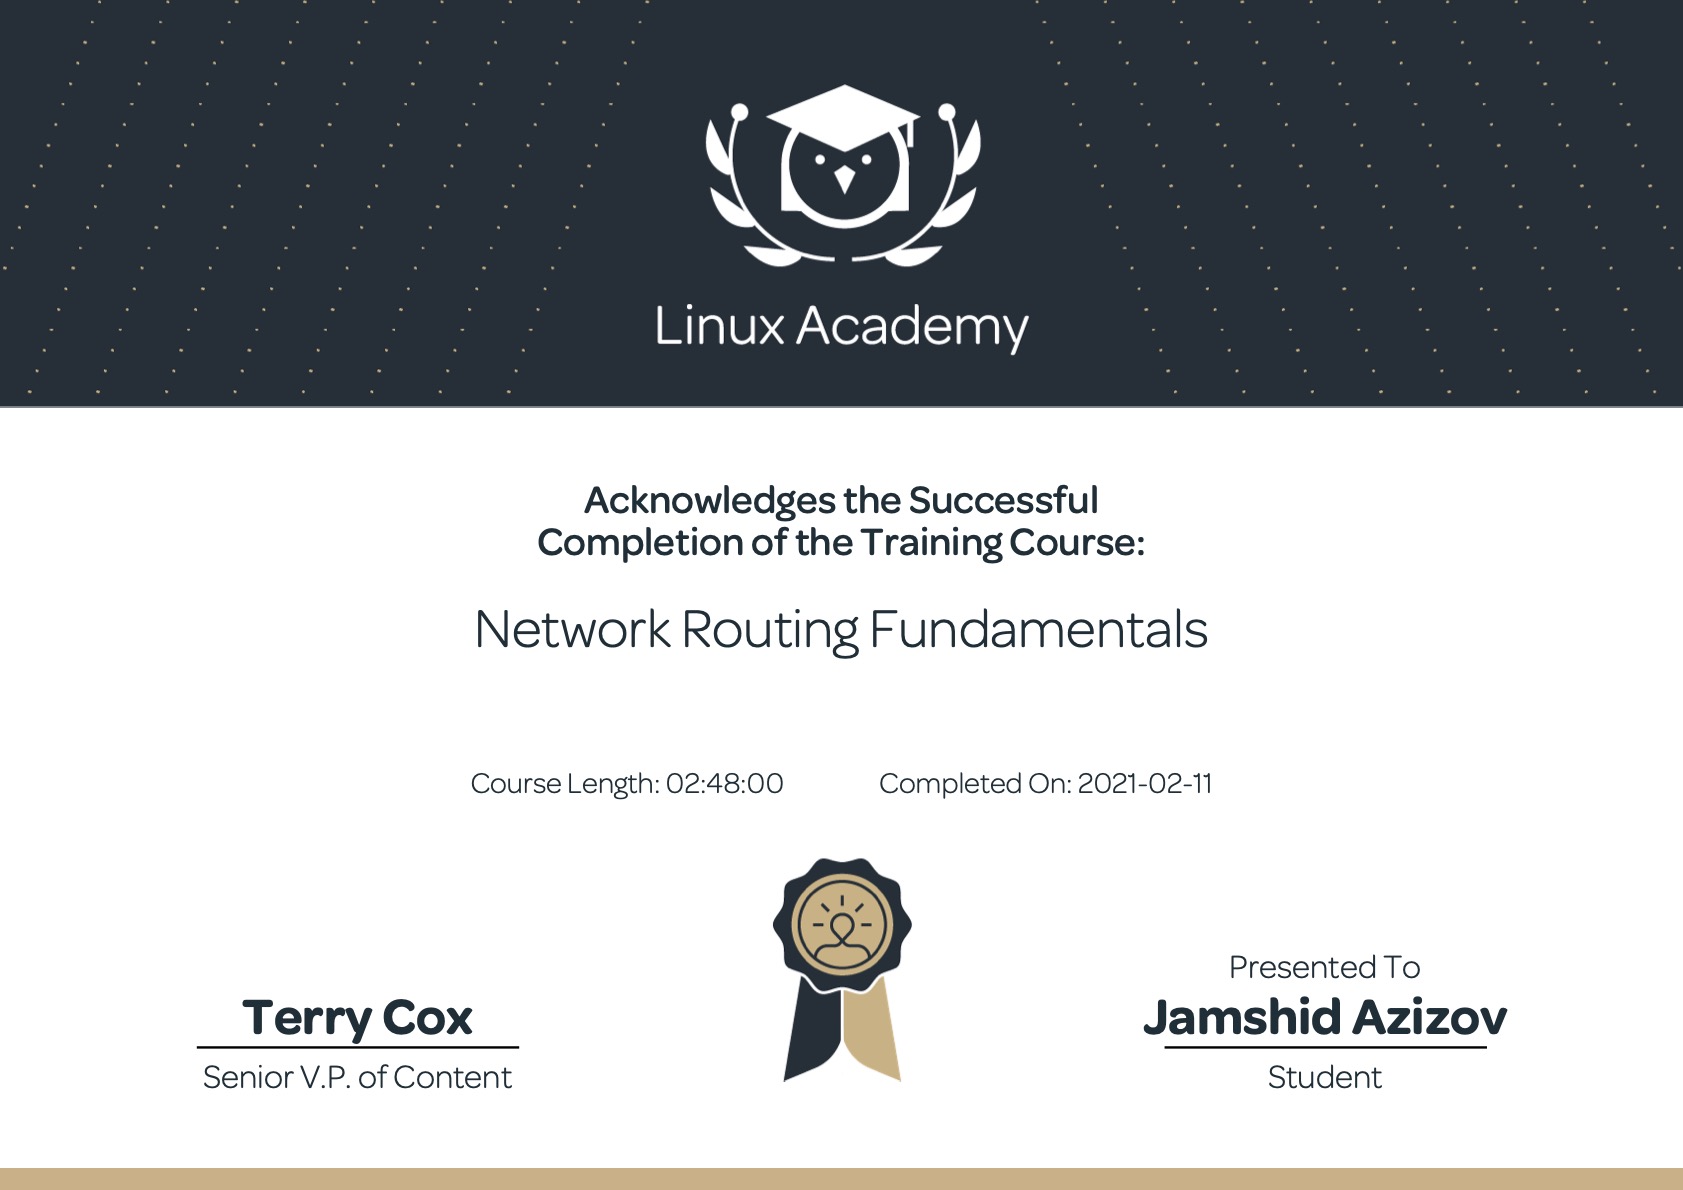 Linux Academy
Acknowledges the Successful
Completion of the Training Course:
Network Routing Fundamentals
Course Length: 02:48:00
Completed On: 2021-02-11
Terry Cox
Senior V.P. of Content
Presented To
Jamshid Azizov
Student